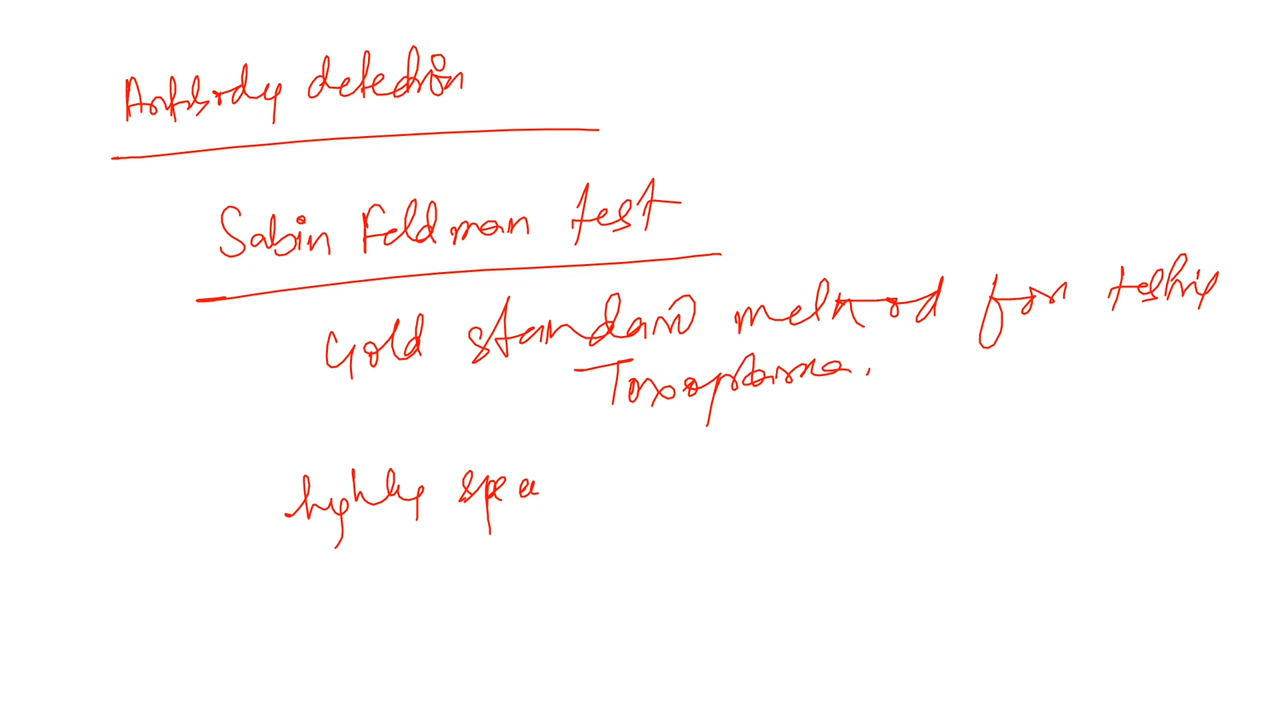 Antibody detection
Sabin Feldman test
Gold standard method for testing
Toxoplasma.
highly spec